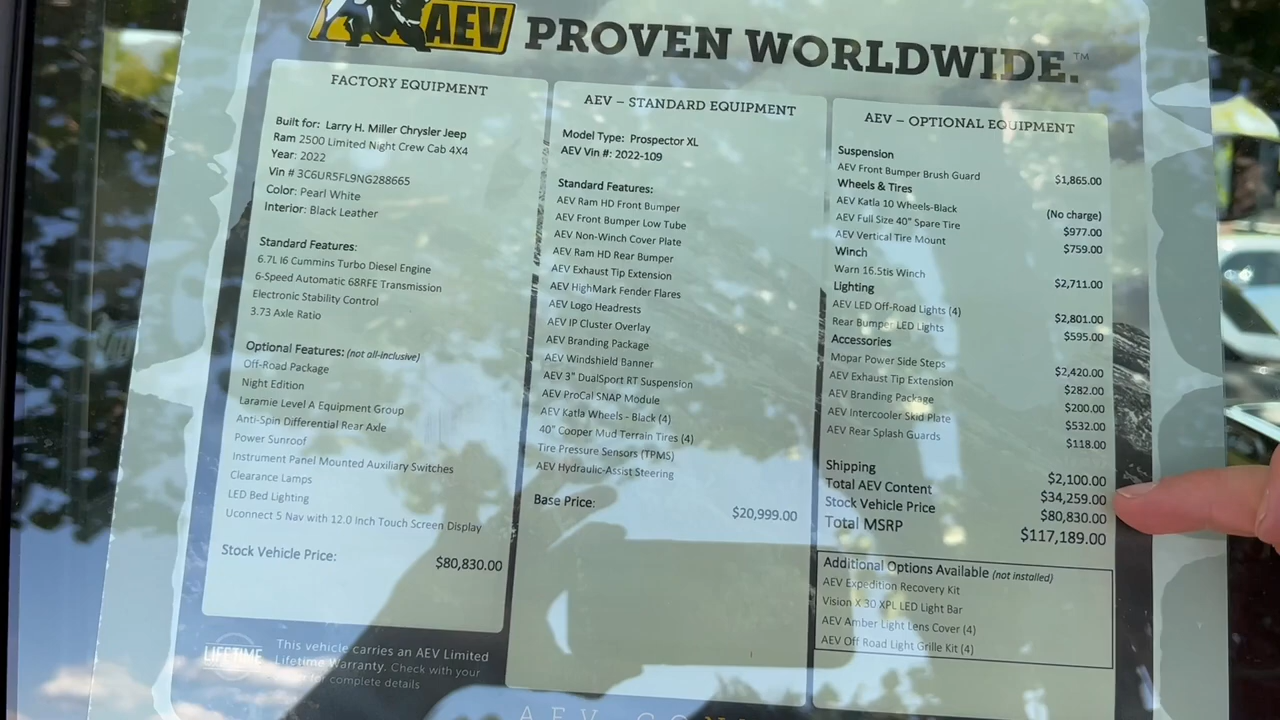 AEV PROVEN WORLDWIDE.™
FACTORY EQUIPMENT
Built for: Larry H. Miller Chrysler Jeep
Ram 2500 Limited Night Crew Cab 4X4
Year: 2022
Vin # 3C6UR5FL9NG288665
Color: Pearl White
Interior: Black Leather
Standard Features:
6.7L I6 Cummins Turbo Diesel Engine
6-Speed Automatic 68RFE Transmission
Electronic Stability Control
3.73 Axle Ratio
Optional Features: (not all-inclusive)
Off-Road Package
Night Edition
Laramie Level A Equipment Group
Anti-Spin Differential Rear Axle
Power Sunroof
Instrument Panel Mounted Auxiliary Switches
Clearance Lamps
LED Bed Lighting
Uconnect 5 Nav with 12.0 Inch Touch Screen Display
Stock Vehicle Price: $80,830.00
LIFETIME
This vehicle carries an AEV Limited
Lifetime Warranty. Check with your
for complete details
AEV – STANDARD EQUIPMENT
Model Type: Prospector XL
AEV Vin #: 2022-109
Standard Features:
AEV Ram HD Front Bumper
AEV Front Bumper Low Tube
AEV Non-Winch Cover Plate
AEV Ram HD Rear Bumper
AEV Exhaust Tip Extension
AEV HighMark Fender Flares
AEV Logo Headrests
AEV IP Cluster Overlay
AEV Branding Package
AEV Windshield Banner
AEV 3" DualSport RT Suspension
AEV ProCal SNAP Module
AEV Katla Wheels - Black (4)
40" Cooper Mud Terrain Tires (4)
Tire Pressure Sensors (TPMS)
AEV Hydraulic-Assist Steering
Base Price: $20,999.00
AEV – OPTIONAL EQUIPMENT
Suspension
AEV Front Bumper Brush Guard $1,865.00
Wheels & Tires
AEV Katla 10 Wheels-Black (No charge)
AEV Full Size 40" Spare Tire $977.00
AEV Vertical Tire Mount $759.00
Winch
Warn 16.5tis Winch $2,711.00
Lighting
AEV LED Off-Road Lights (4) $2,801.00
Rear Bumper LED Lights $595.00
Accessories
Mopar Power Side Steps $2,420.00
AEV Exhaust Tip Extension $282.00
AEV Branding Package $200.00
AEV Intercooler Skid Plate $532.00
AEV Rear Splash Guards $118.00
Shipping $2,100.00
Total AEV Content $34,259.00
Stock Vehicle Price $80,830.00
Total MSRP $117,189.00
Additional Options Available (not installed)
AEV Expedition Recovery Kit
Vision X 30 XPL LED Light Bar
AEV Amber Light Lens Cover (4)
AEV Off Road Light Grille Kit (4)